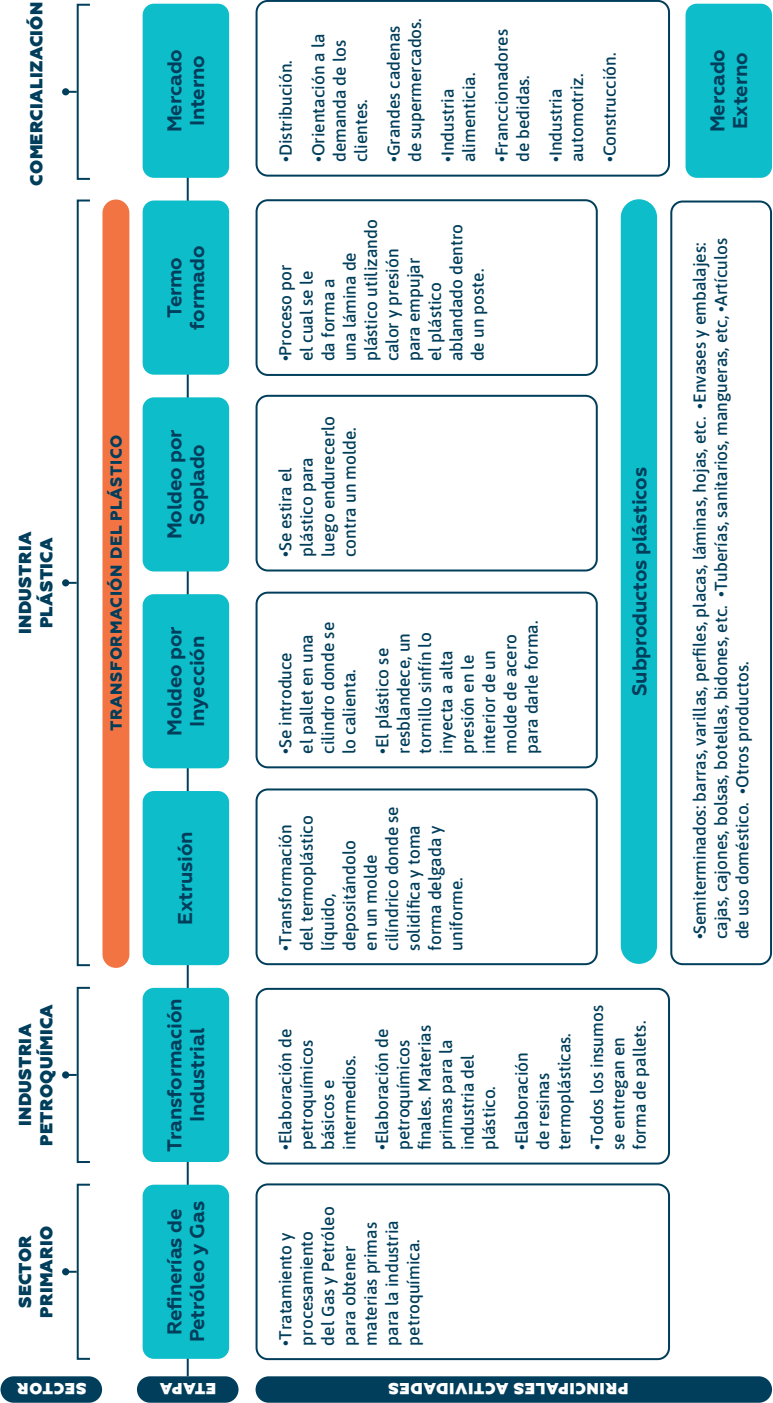 SECTOR
SECTOR
PRIMARIO
INDUSTRIA
PETROQUÍMICA
INDUSTRIA
PLÁSTICA
COMERCIALIZACIÓN
TRANSFORMACIÓN DEL PLÁSTICO
ETAPA
Refinerías de
Petróleo y Gas
Transformación
Industrial
Extrusión
Moldeo por
Inyección
Moldeo por
Soplado
Termo
formado
Mercado
Interno
PRINCIPALES ACTIVIDADES
•Tratamiento y
procesamiento
del Gas y Petróleo
para obtener
materias primas
para la industria
petroquímica.
•Elaboración de
petroquímicos
básicos e
intermedios.
•Elaboración de
petroquímicos
finales. Materias
primas para la
industria del
plástico.
•Elaboración
de resinas
termoplásticas.
•Todos los insumos
se entregan en
forma de pallets.
•Transformación
del termoplástico
líquido,
depositándolo
en un molde
cilíndrico donde se
solidifica y toma
forma delgada y
uniforme.
•Se introduce
el pallet en una
cilindro donde se
lo calienta.
•El plástico se
resblandece, un
tornillo sinfín lo
inyecta a alta
presión en le
interior de un
molde de acero
para darle forma.
•Se estira el
plástico para
luego endurecerlo
contra un molde.
•Proceso por
el cual se le
da forma a
una lámina de
plástico utilizando
calor y presión
para empujar
el plástico
ablandado dentro
de un poste.
•Distribución.
•Orientación a la
demanda de los
clientes.
•Grandes cadenas
de supermercados.
•Industria
alimenticia.
•Franccionadores
de bedidas.
•Industria
automotriz.
•Construcción.
Subproductos plásticos
•Semiterminados: barras, varillas, perfiles, placas, láminas, hojas, etc. •Envases y embalajes:
cajas, cajones, bolsas, botellas, bidones, etc. •Tuberías, sanitarios, mangueras, etc, •Artículos
de uso doméstico. •Otros productos.
Mercado
Externo